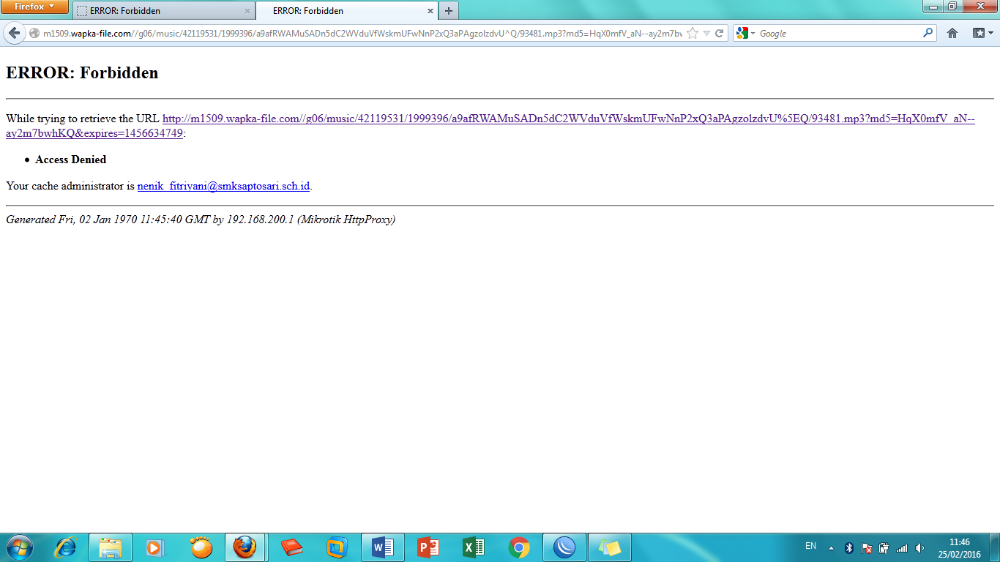 Firefox
ERROR: Forbidden
ERROR: Forbidden
m1509.wapka-file.com//g06/music/42119531/1999396/a9afRWAMuSADn5dC2WVduVfWskmUFwNnP2xQ3aPAgzolzdvU^Q/93481.mp3?md5=HqX0mfV_aN--ay2m7bw
Google
ERROR: Forbidden
While trying to retrieve the URL http://m1509.wapka-file.com//g06/music/42119531/1999396/a9afRWAMuSADn5dC2WVduVfWskmUFwNnP2xQ3aPAgzolzdvU%5EQ/93481.mp3?md5=HqX0mfV_aN--
ay2m7bwhKQ&expires=1456634749:
• Access Denied
Your cache administrator is nenik_fitriyani@smksaptosari.sch.id.
Generated Fri, 02 Jan 1970 11:45:40 GMT by 192.168.200.1 (Mikrotik HttpProxy)
EN
11:46
25/02/2016